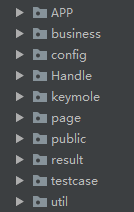 APP
business
config
Handle
keymole
page
public
result
testcase
util